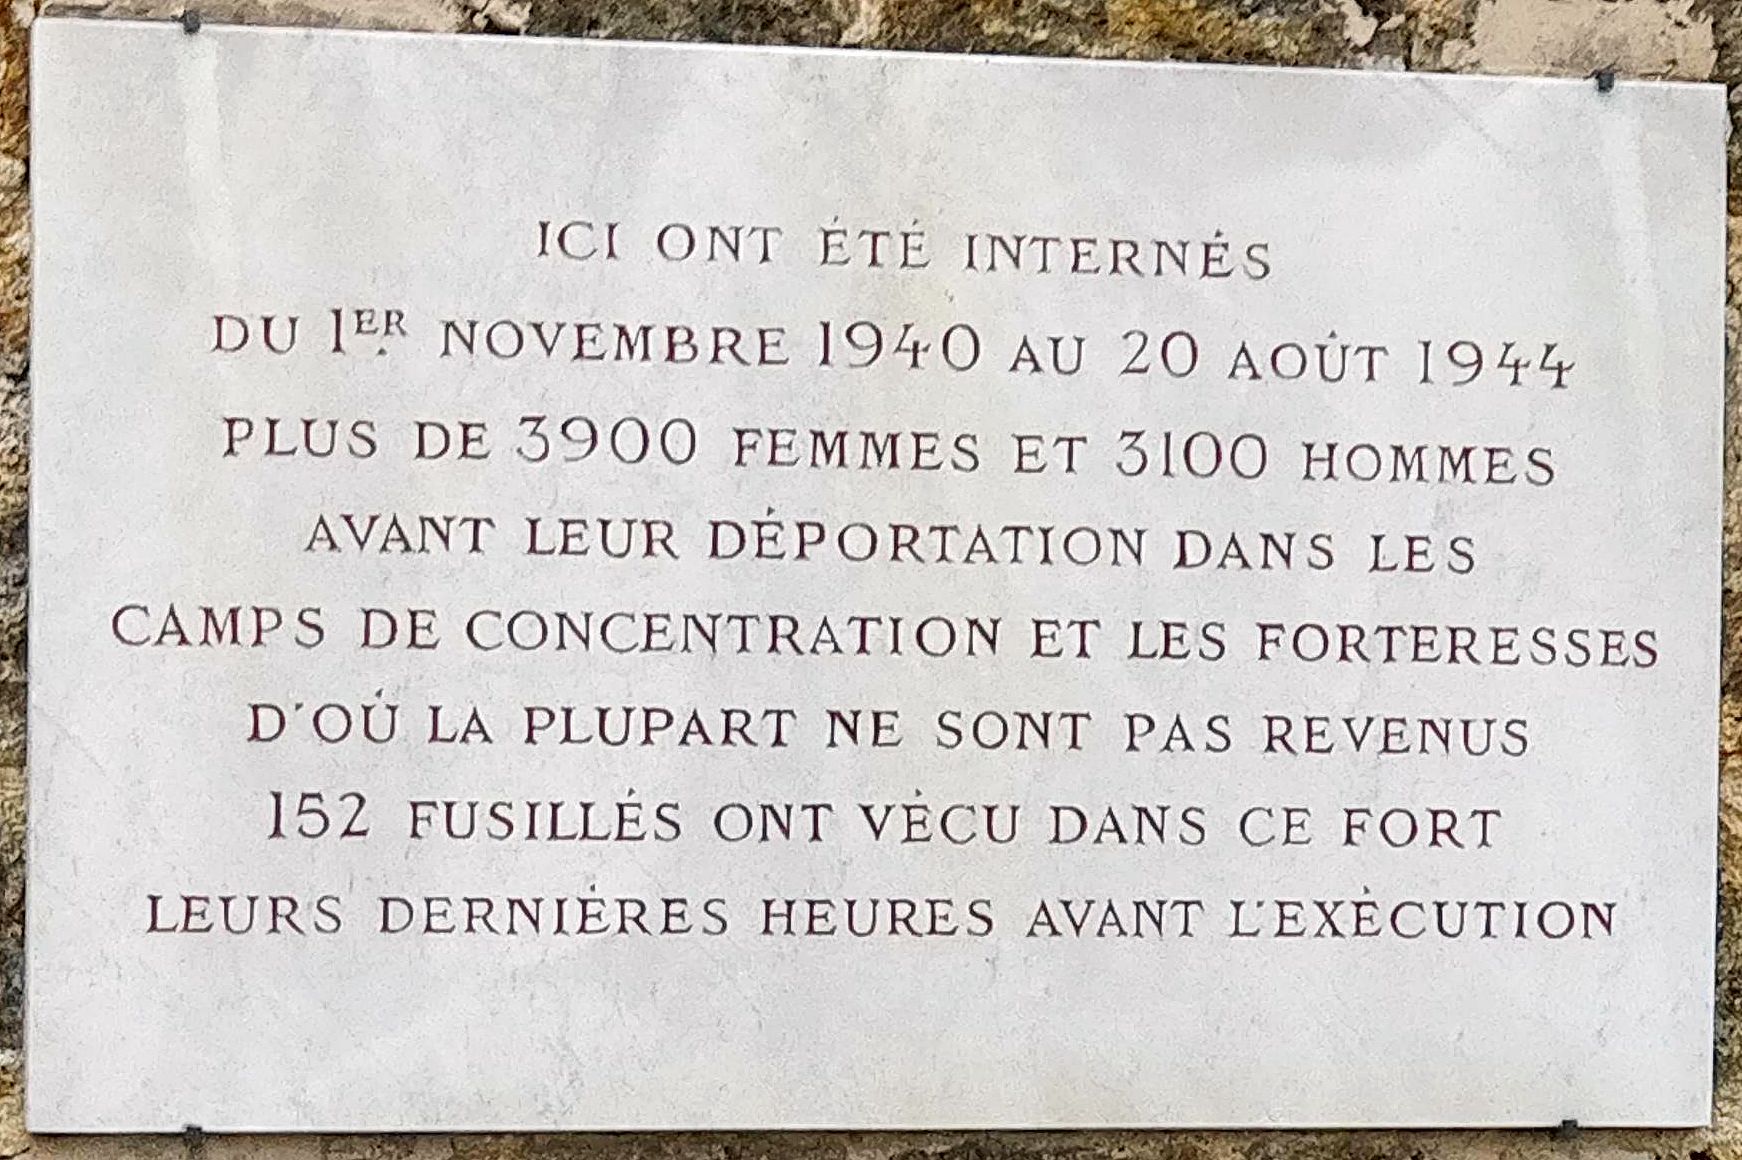 ICI ONT ÉTÉ INTERNÉS
DU 1ER NOVEMBRE 1940 AU 20 AOÛT 1944
PLUS DE 3900 FEMMES ET 3100 HOMMES
AVANT LEUR DÉPORTATION DANS LES
CAMPS DE CONCENTRATION ET LES FORTERESSES
D'OÙ LA PLUPART NE SONT PAS REVENUS
152 FUSILLÉS ONT VÉCU DANS CE FORT
LEURS DERNIÈRES HEURES AVANT L'EXÉCUTION